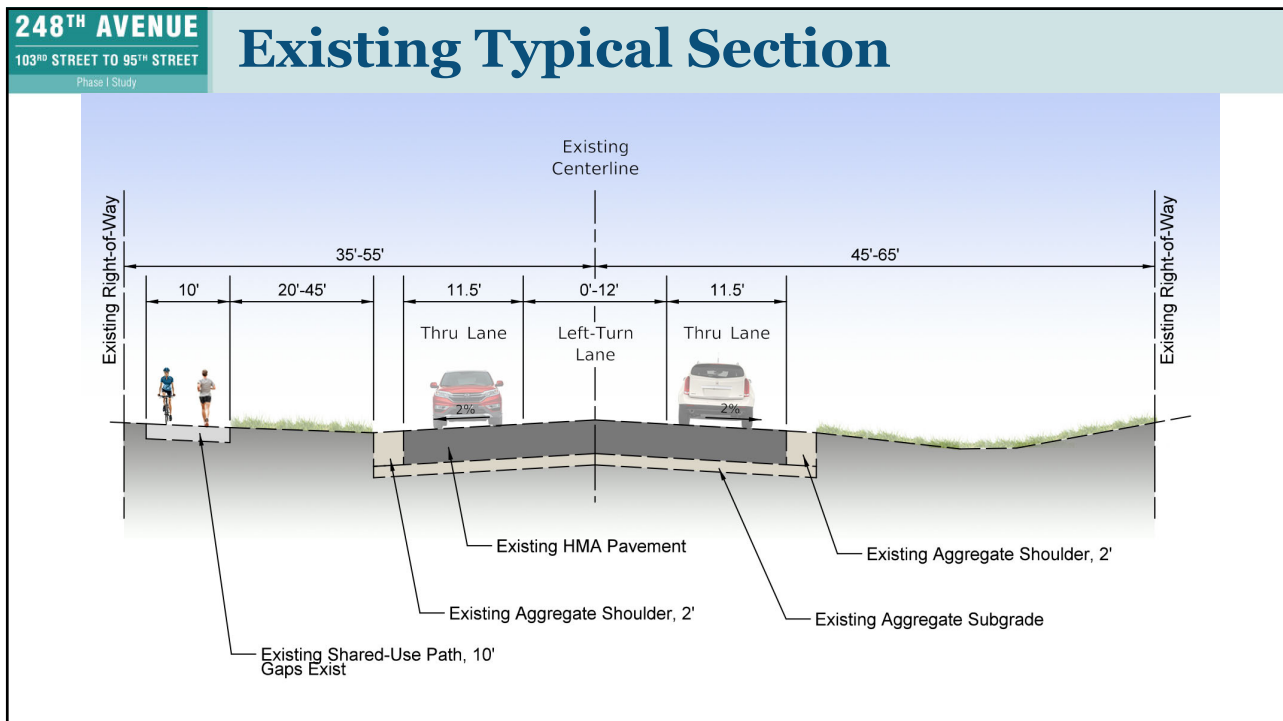 248TH AVENUE
103RD STREET TO 95TH STREET
Phase I Study
Existing Typical Section
Existing
Centerline
Existing Right-of-Way
Existing Right-of-Way
35'-55'
45'-65'
10'
20'-45'
11.5'
0'-12'
11.5'
Thru Lane
Left-Turn
Lane
Thru Lane
2%
2%
Existing HMA Pavement
Existing Aggregate Shoulder, 2'
Existing Aggregate Shoulder, 2'
Existing Aggregate Subgrade
Existing Shared-Use Path, 10'
Gaps Exist